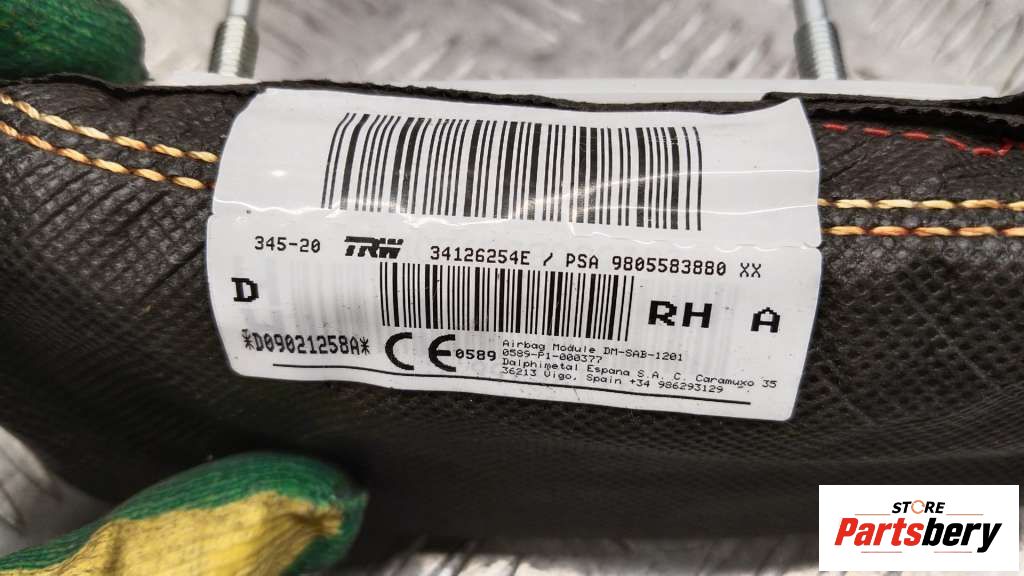 345-20 TRW 34126254E / PSA 9805583880 XX
D RH A
*D09021258A* CE 0589
Airbag Module DM-SAB-1201
0589-P1-000377
Dalphimetal Espana S.A. C. Caramuxo 35
36213 Vigo. Spain +34 986293129
STORE
Partsbery